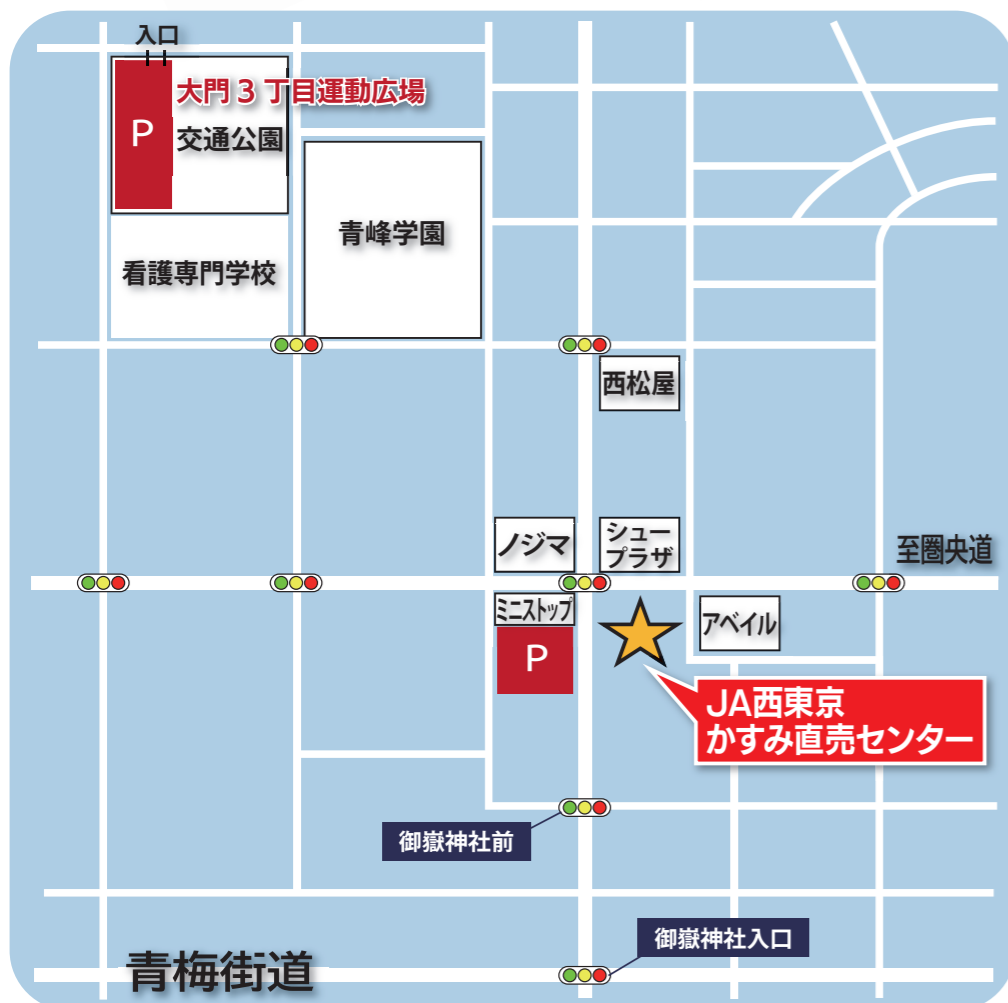 入口
大門3丁目運動広場
P
交通公園
青峰学園
看護専門学校
西松屋
ノジマ
シュー
プラザ
至圏央道
ミニストップ
アベイル
P
JA西東京
かすみ直売センター
御嶽神社前
御嶽神社入口
青梅街道